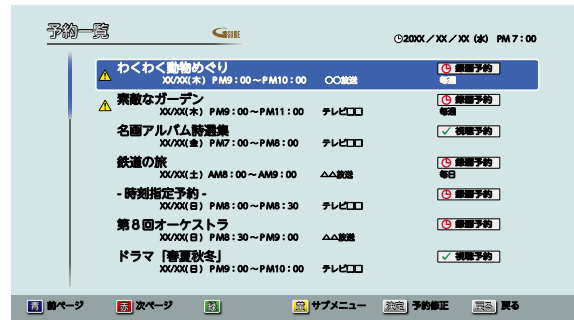 予約一覧 G GUIDE 20XX／XX／XX (水) PM 7：00
わくわく動物めぐり 録画予約
XX/XX(木) PM9：00～PM10：00 ○○放送 毎週
素敵なガーデン 録画予約
XX/XX(木) PM9：00～PM11：00 テレビ□□ 毎週
名画アルバム詩選集 視聴予約
XX/XX(金) PM7：00～PM8：00 テレビ□□
鉄道の旅 録画予約
XX/XX(土) AM8：00～AM9：00 △△放送 毎日
- 時刻指定予約 - 録画予約
XX/XX(日) PM8：00～PM8：30 テレビ□□
第８回オーケストラ 録画予約
XX/XX(日) PM8：30～PM9：00 △△放送
ドラマ「春夏秋冬」 視聴予約
XX/XX(日) PM9：00～PM10：00 テレビ□□
青 前ページ 赤 次ページ 緑 黄 サブメニュー 決定 予約修正 戻る 戻る